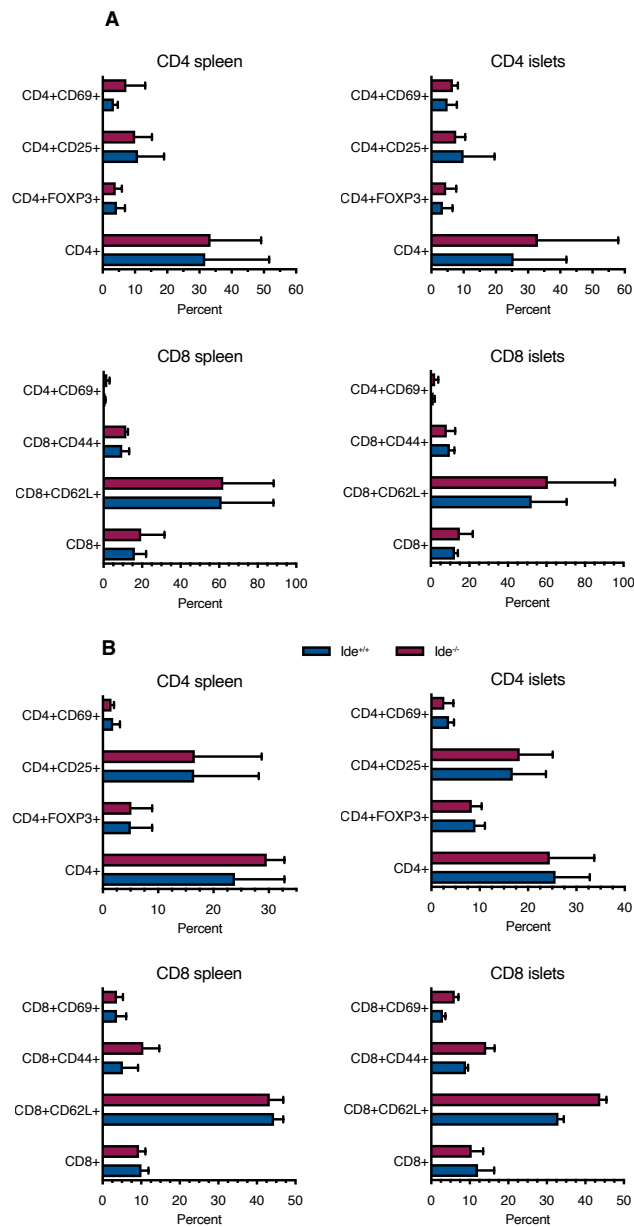 A
CD4 spleen
CD4+CD69+
CD4+CD25+
CD4+FOXP3+
CD4+
0 10 20 30 40 50 60
Percent
CD4 islets
CD4+CD69+
CD4+CD25+
CD4+FOXP3+
CD4+
0 10 20 30 40 50 60
Percent
CD8 spleen
CD4+CD69+
CD8+CD44+
CD8+CD62L+
CD8+
0 20 40 60 80 100
Percent
CD8 islets
CD4+CD69+
CD8+CD44+
CD8+CD62L+
CD8+
0 20 40 60 80 100
Percent
B
Ide+/+ Ide-/-
CD4 spleen
CD4+CD69+
CD4+CD25+
CD4+FOXP3+
CD4+
0 10 20 30
Percent
CD4 islets
CD4+CD69+
CD4+CD25+
CD4+FOXP3+
CD4+
0 10 20 30 40
Percent
CD8 spleen
CD8+CD69+
CD8+CD44+
CD8+CD62L+
CD8+
0 10 20 30 40 50
Percent
CD8 islets
CD8+CD69+
CD8+CD44+
CD8+CD62L+
CD8+
0 10 20 30 40 50
Percent